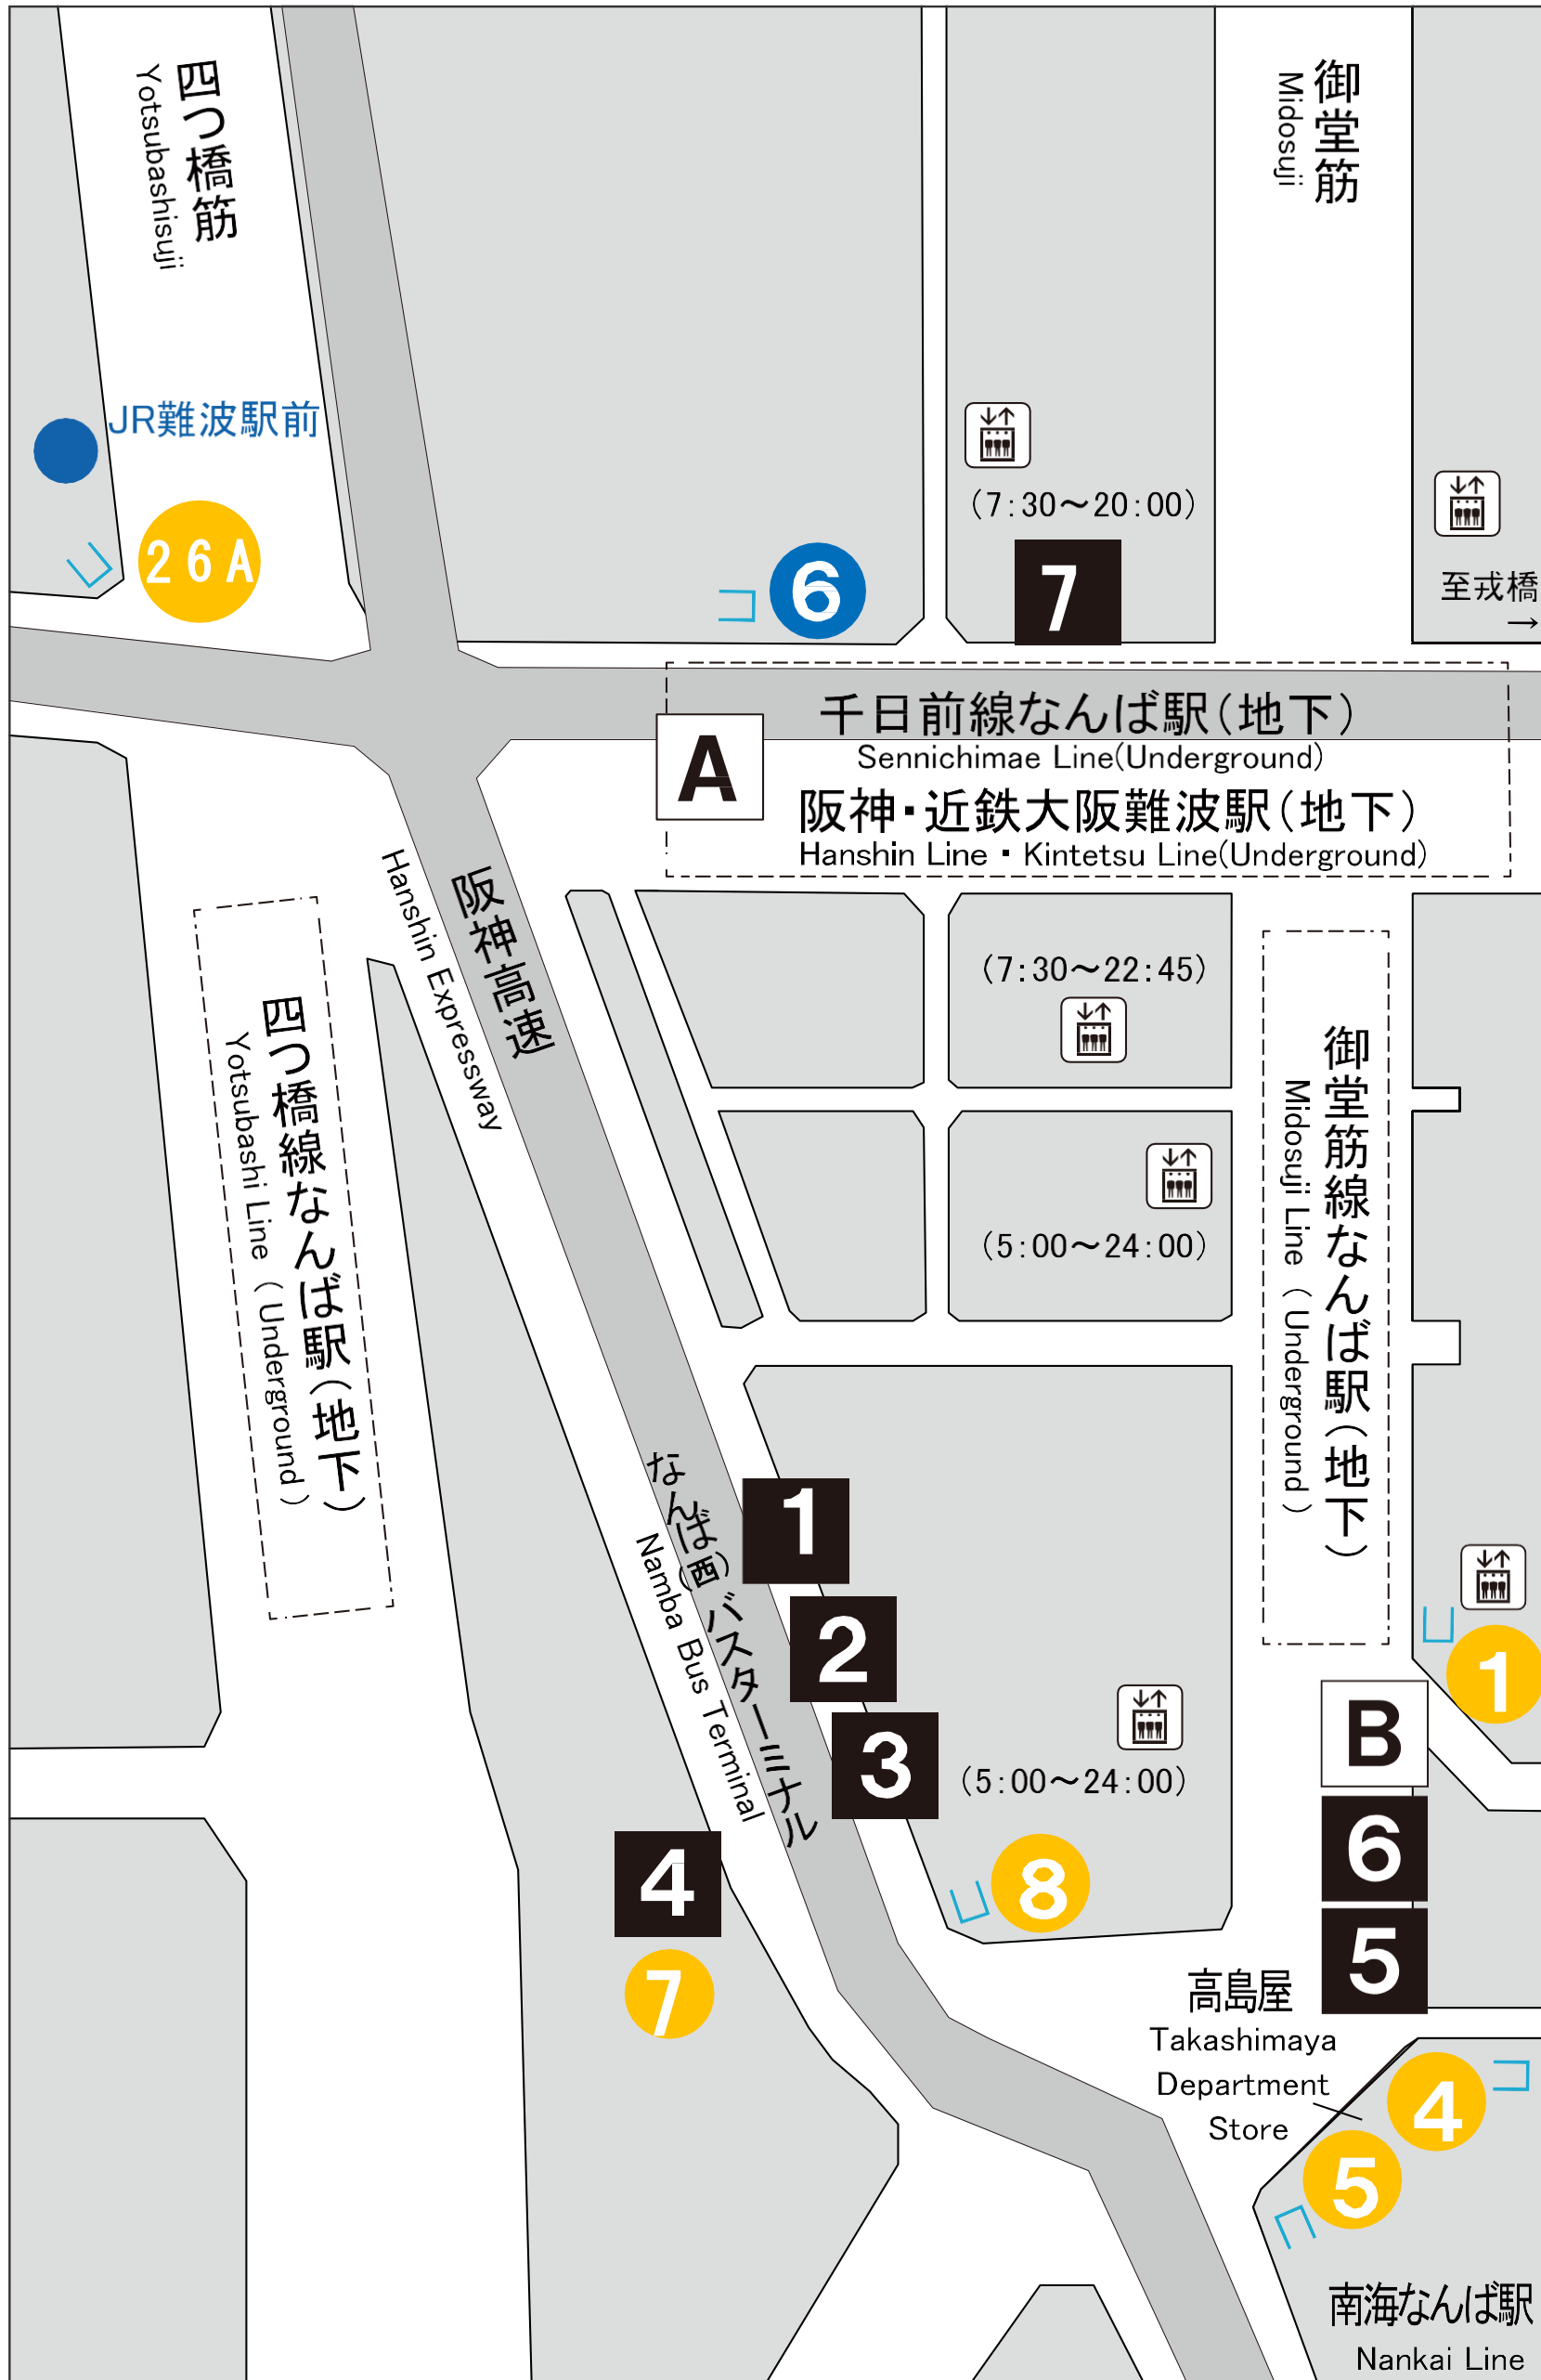 四つ橋筋
Yotsubashisuji
御堂筋
Midosuji
JR難波駅前
26A
6
(7:30～20:00)
7
至戎橋
→
千日前線なんば駅(地下)
Sennichimae Line(Underground)
A
阪神・近鉄大阪難波駅(地下)
Hanshin Line・Kintetsu Line(Underground)
阪神高速
Hanshin Expressway
四つ橋線なんば駅(地下)
Yotsubashi Line (Underground)
(7:30～22:45)
(5:00～24:00)
御堂筋線なんば駅(地下)
Midosuji Line (Underground)
なんば(西)バスターミナル
Namba Bus Terminal
1
2
3
(5:00～24:00)
1
B
6
5
4
7
8
高島屋
Takashimaya
Department
Store
4
5
南海なんば駅
Nankai Line